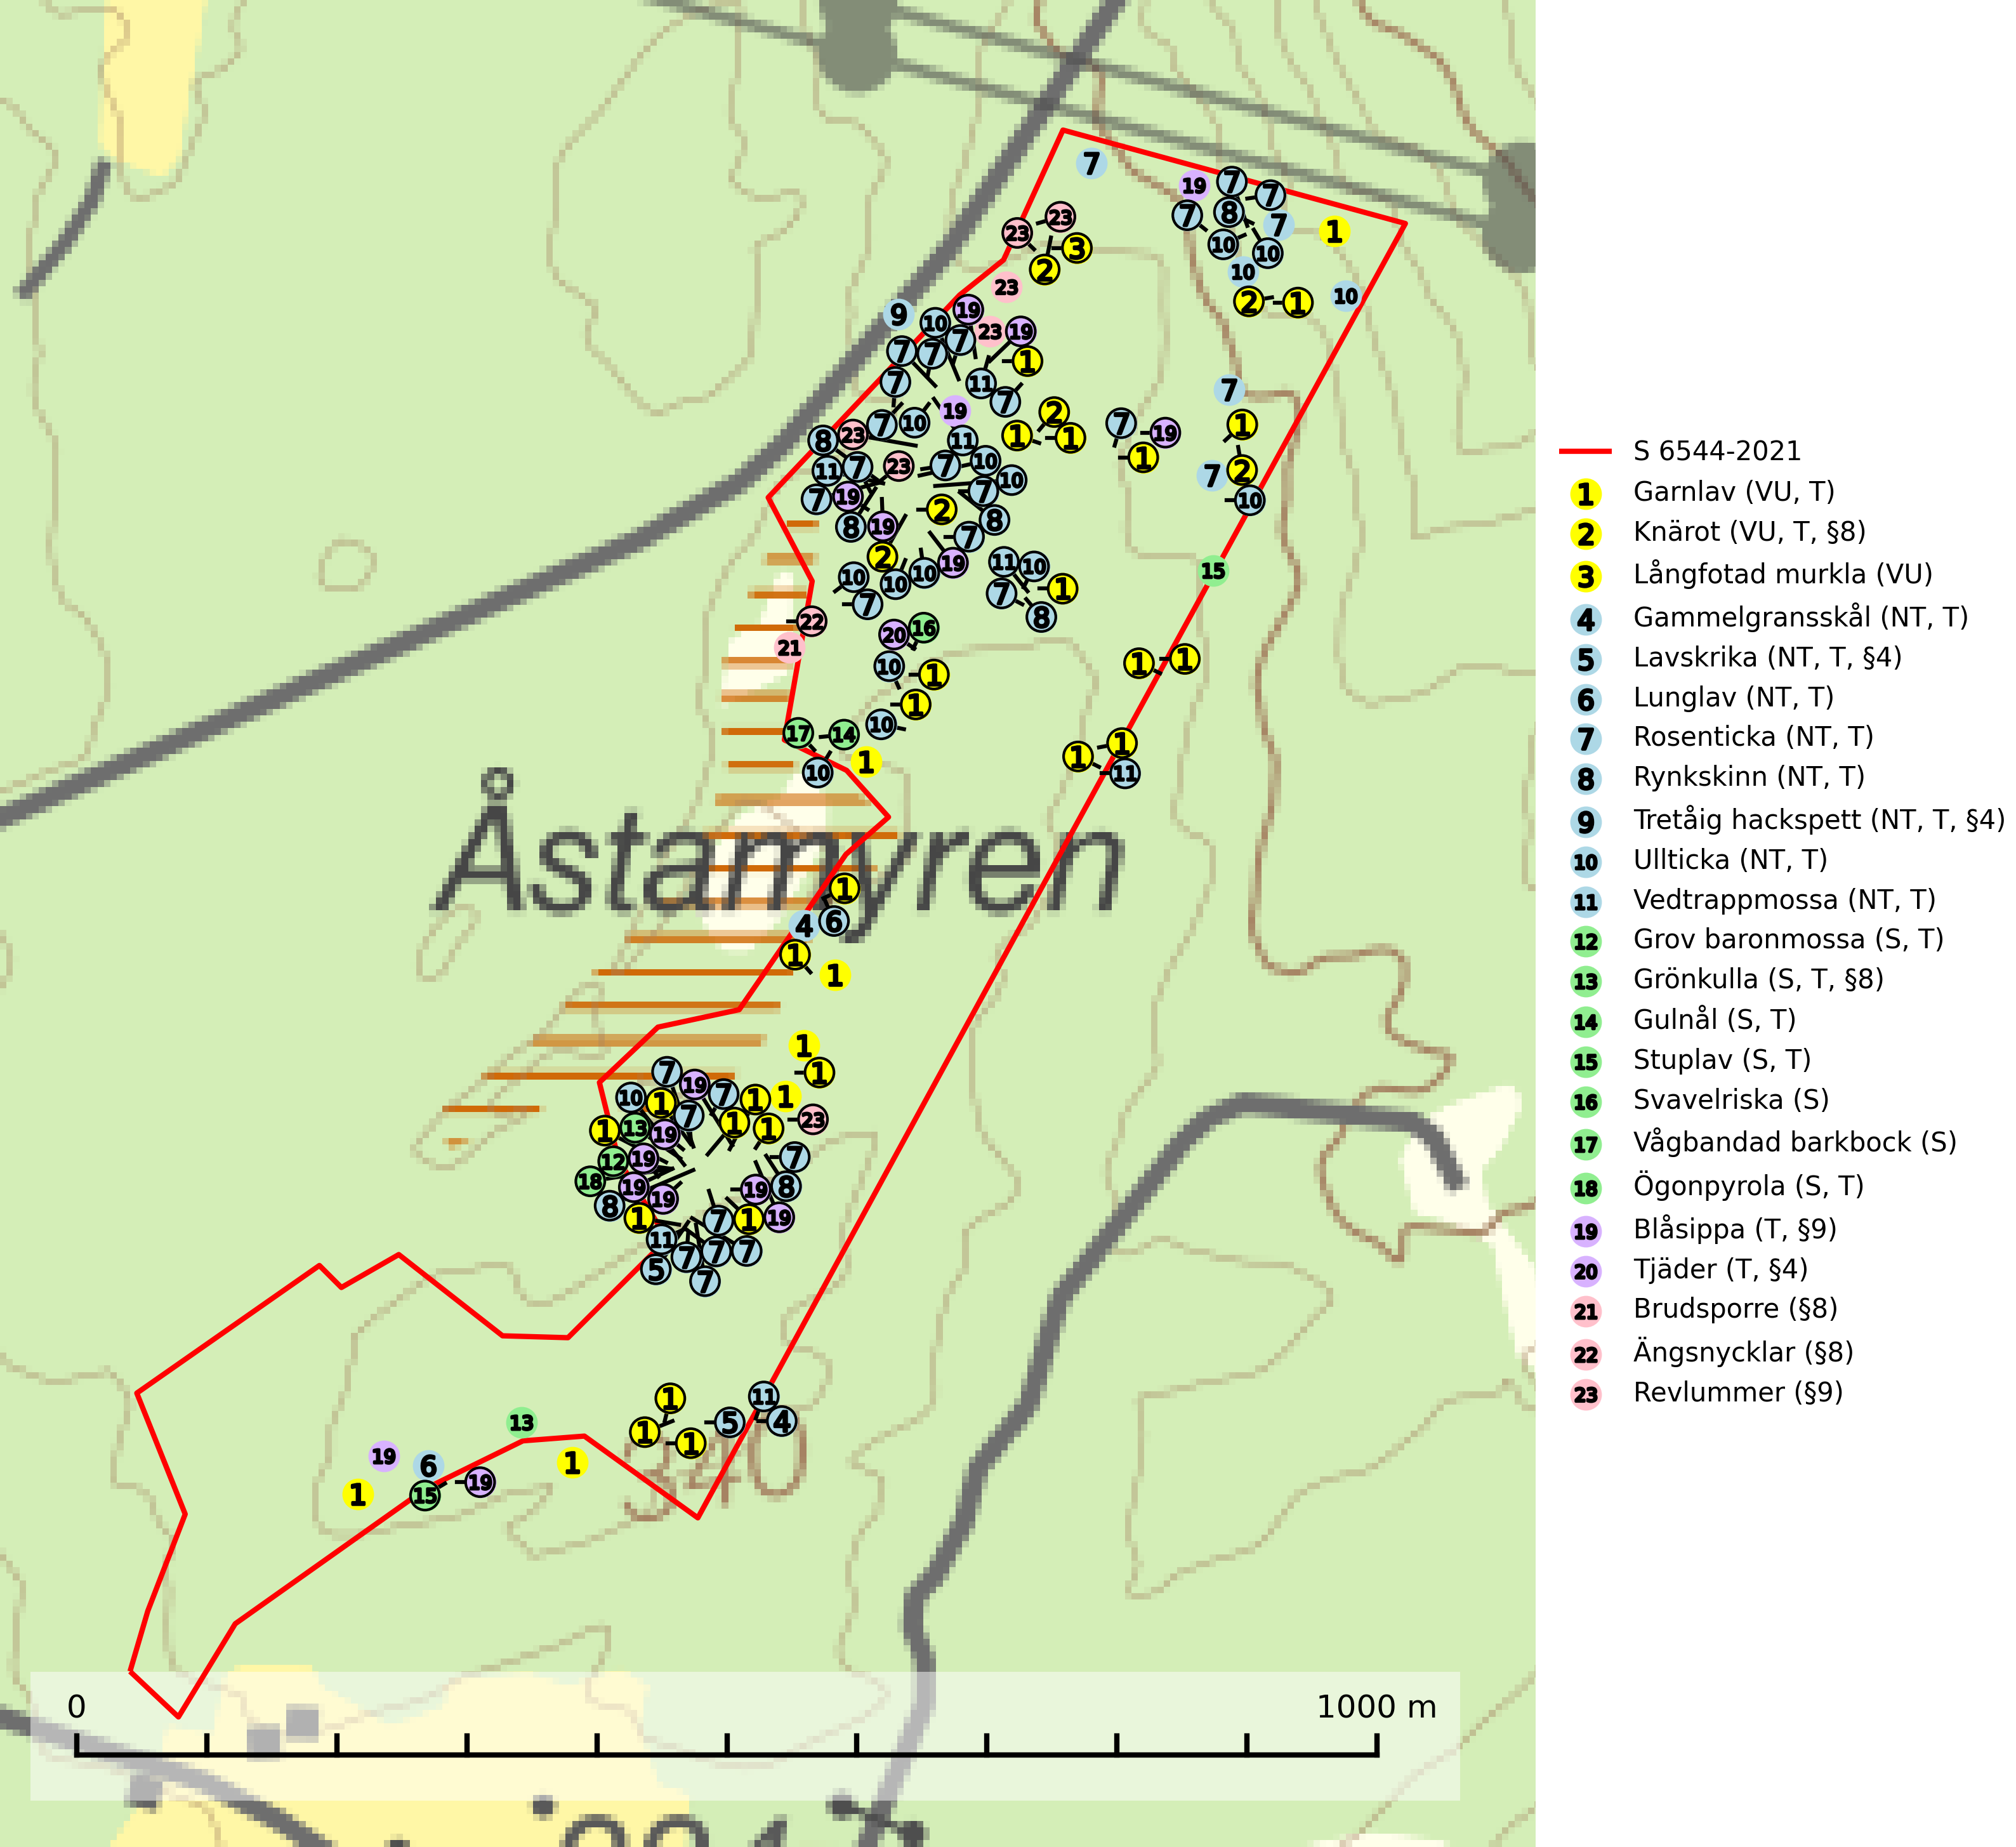 Åstamyren
340
0
1000 m
S 6544-2021
1 Garnlav (VU, T)
2 Knärot (VU, T, §8)
3 Långfotad murkla (VU)
4 Gammelgransskål (NT, T)
5 Lavskrika (NT, T, §4)
6 Lunglav (NT, T)
7 Rosenticka (NT, T)
8 Rynkskinn (NT, T)
9 Tretåig hackspett (NT, T, §4)
10 Ullticka (NT, T)
11 Vedtrappmossa (NT, T)
12 Grov baronmossa (S, T)
13 Grönkulla (S, T, §8)
14 Gulnål (S, T)
15 Stuplav (S, T)
16 Svavelriska (S)
17 Vågbandad barkbock (S)
18 Ögonpyrola (S, T)
19 Blåsippa (T, §9)
20 Tjäder (T, §4)
21 Brudsporre (§8)
22 Ängsnycklar (§8)
23 Revlummer (§9)